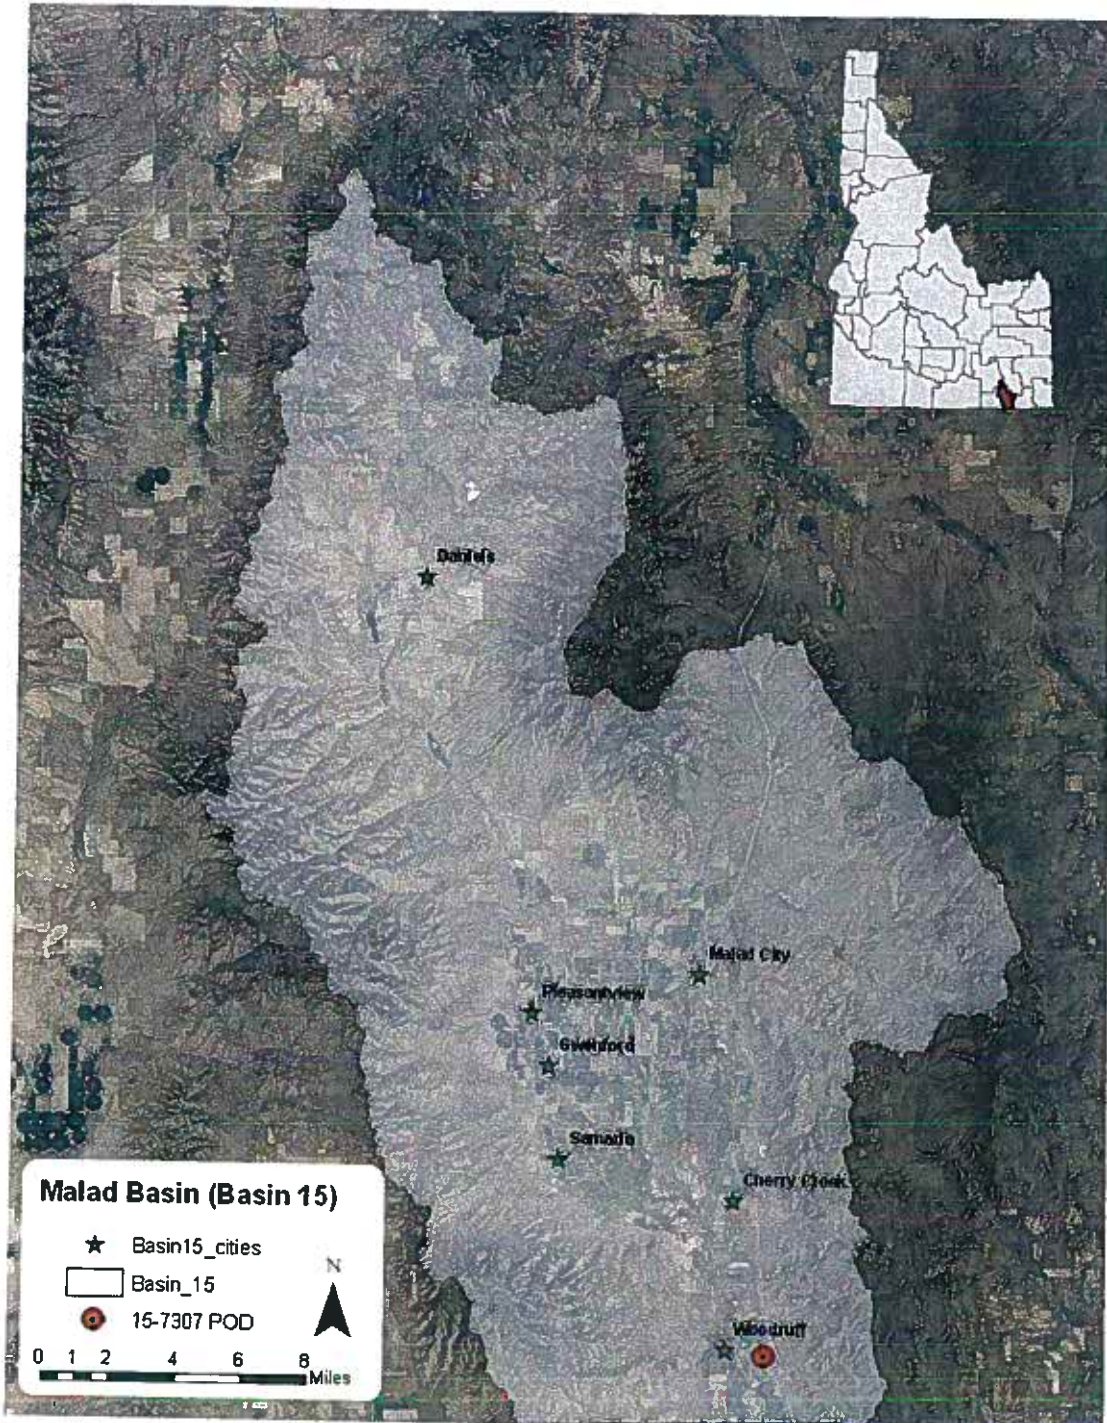 Daniels
Malad City
Pleasantview
Gwenford
Samaria
Cherry Creek
Woodruff
Malad Basin (Basin 15)
Basin15_cities
Basin_15
15-7307 POD
N
0 1 2 4 6 8
Miles